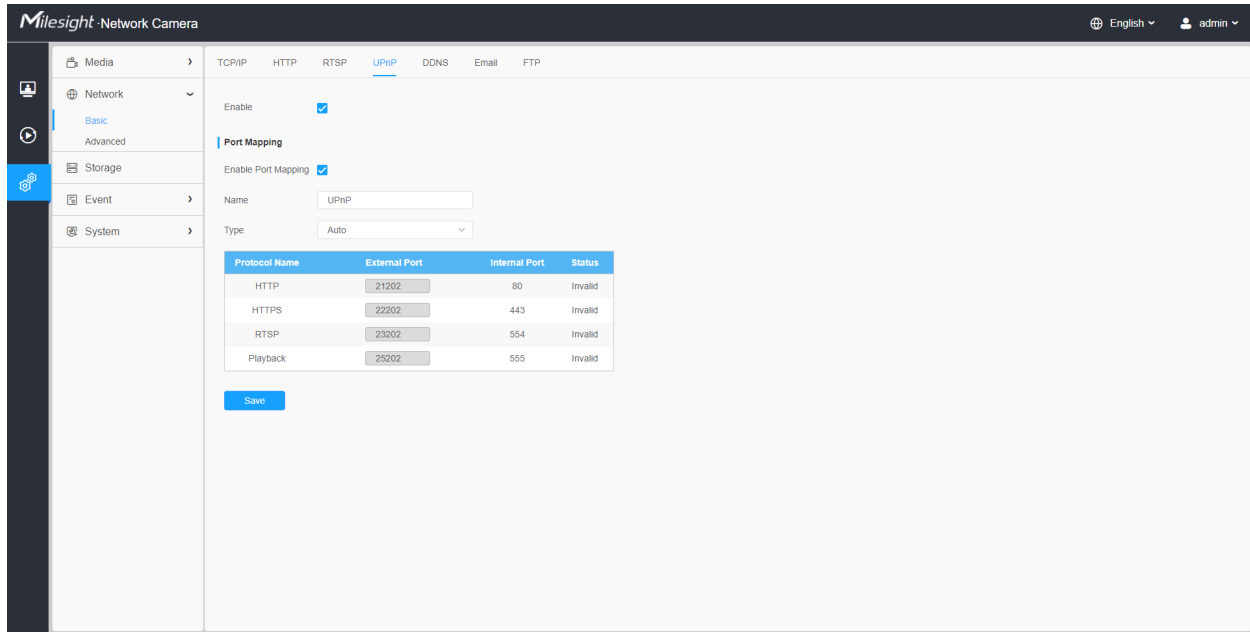 Milesight ·Network Camera
English
admin
Media
Network
Basic
Advanced
Storage
Event
System
TCP/IP HTTP RTSP UPnP DDNS Email FTP
Enable
Port Mapping
Enable Port Mapping
Name UPnP
Type Auto
Protocol Name External Port Internal Port Status
HTTP 21202 80 Invalid
HTTPS 22202 443 Invalid
RTSP 23202 554 Invalid
Playback 25202 555 Invalid
Save